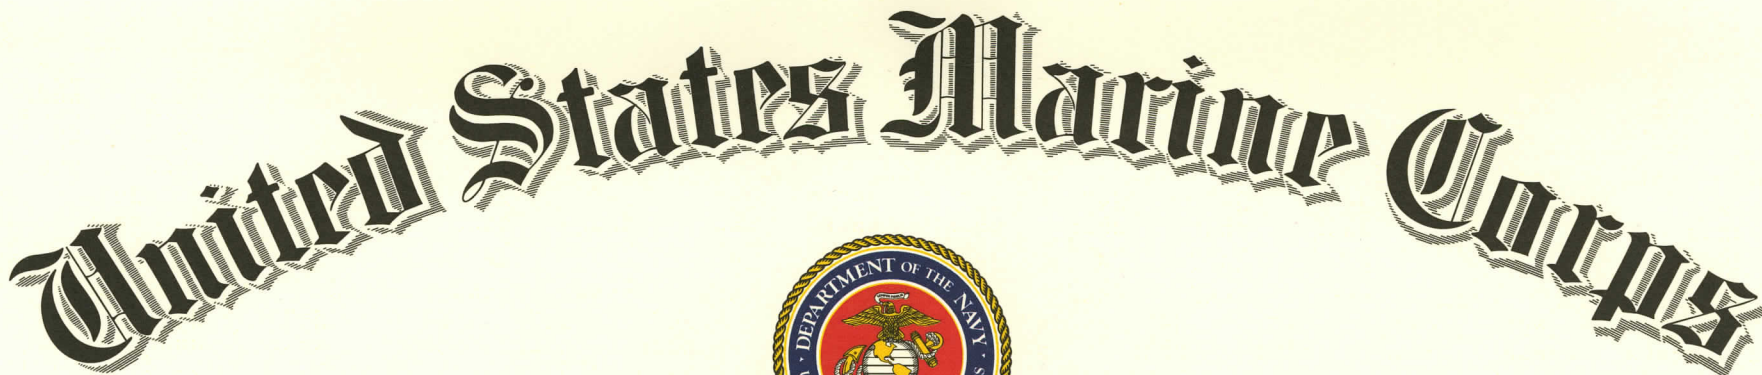 United States Marine Corps
DEPARTMENT OF THE NAVY